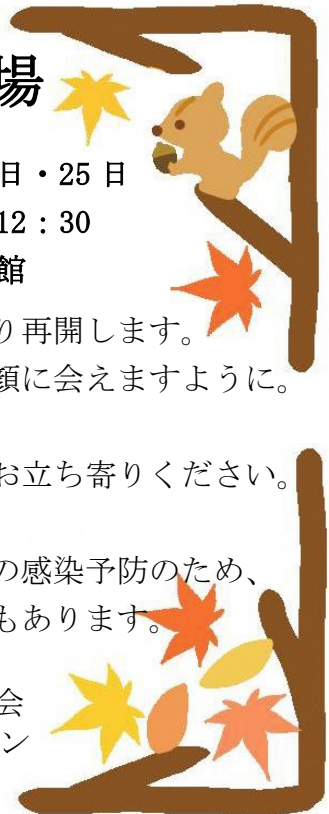 場
日・25 日
12：30
館
り再開します。
顔に会えますように。
お立ち寄りください。
の感染予防のため、
もあります。
会
ン